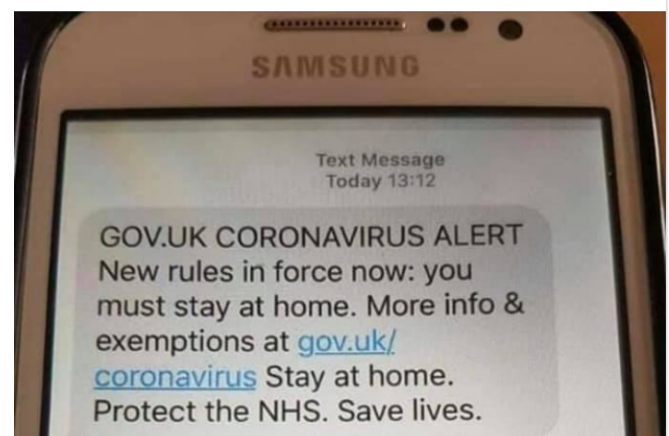 SAMSUNG
Text Message
Today 13:12
GOV.UK CORONAVIRUS ALERT
New rules in force now: you
must stay at home. More info &
exemptions at gov.uk/
coronavirus Stay at home.
Protect the NHS. Save lives.